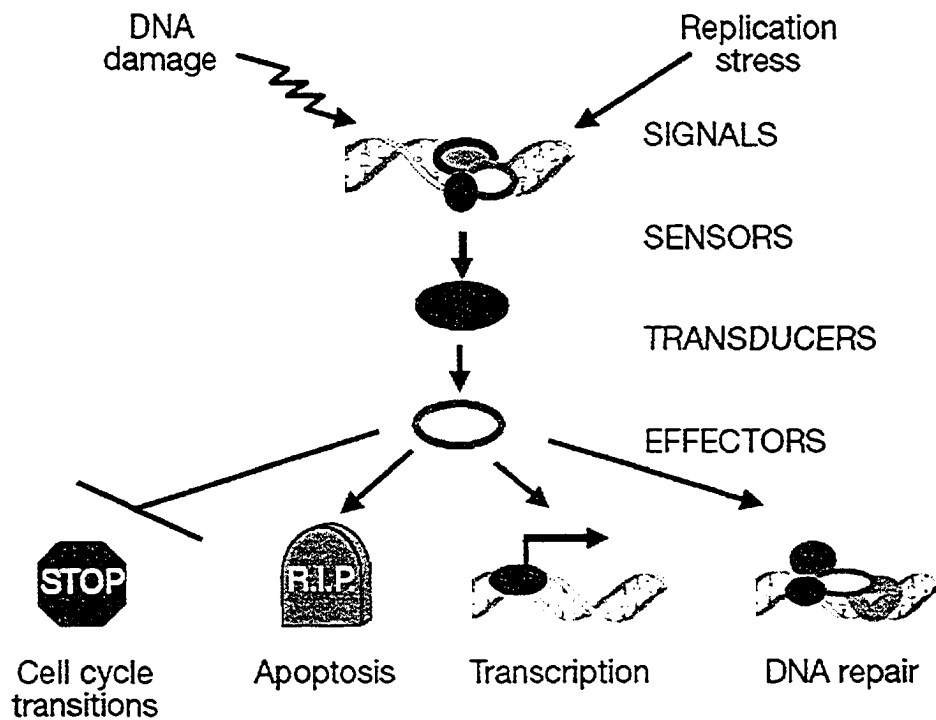 DNA
damage
Replication
stress
SIGNALS
SENSORS
TRANSDUCERS
EFFECTORS
STOP
R.I.P.
Cell cycle
transitions
Apoptosis
Transcription
DNA repair